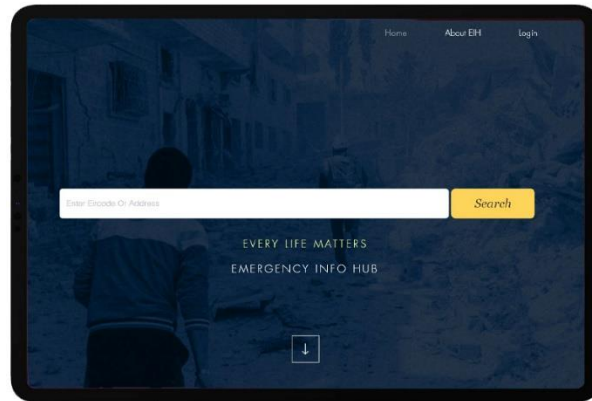 Home About EIH Login
Enter Eircode Or Address Search
EVERY LIFE MATTERS
EMERGENCY INFO HUB